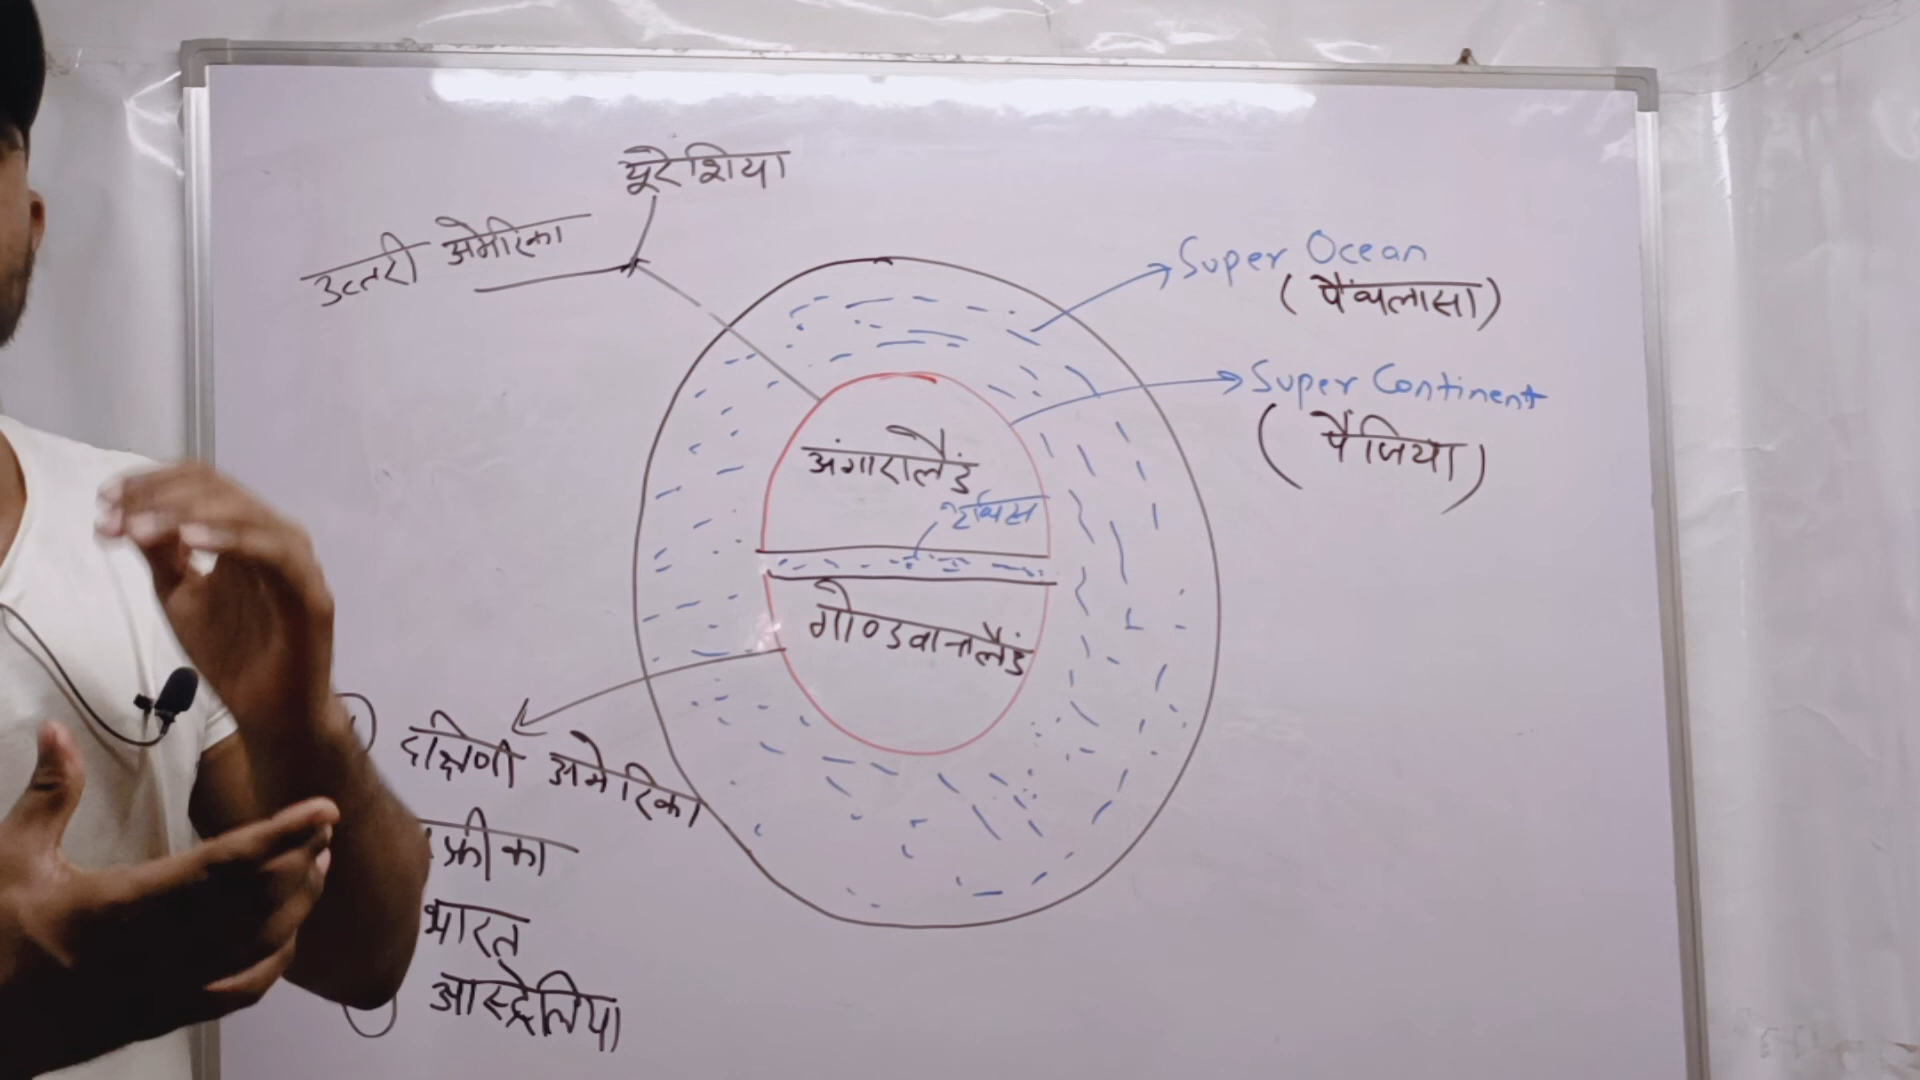 यूरेशिया
उत्तरी अमेरिका
Super Ocean
(पैंथलासा)
Super Continent
(पैंजिया)
अंगारालैंड
टेथिस
गोण्डवानालैंड
दक्षिणी अमेरिका
फ्रीका
भारत
आस्ट्रेलिया